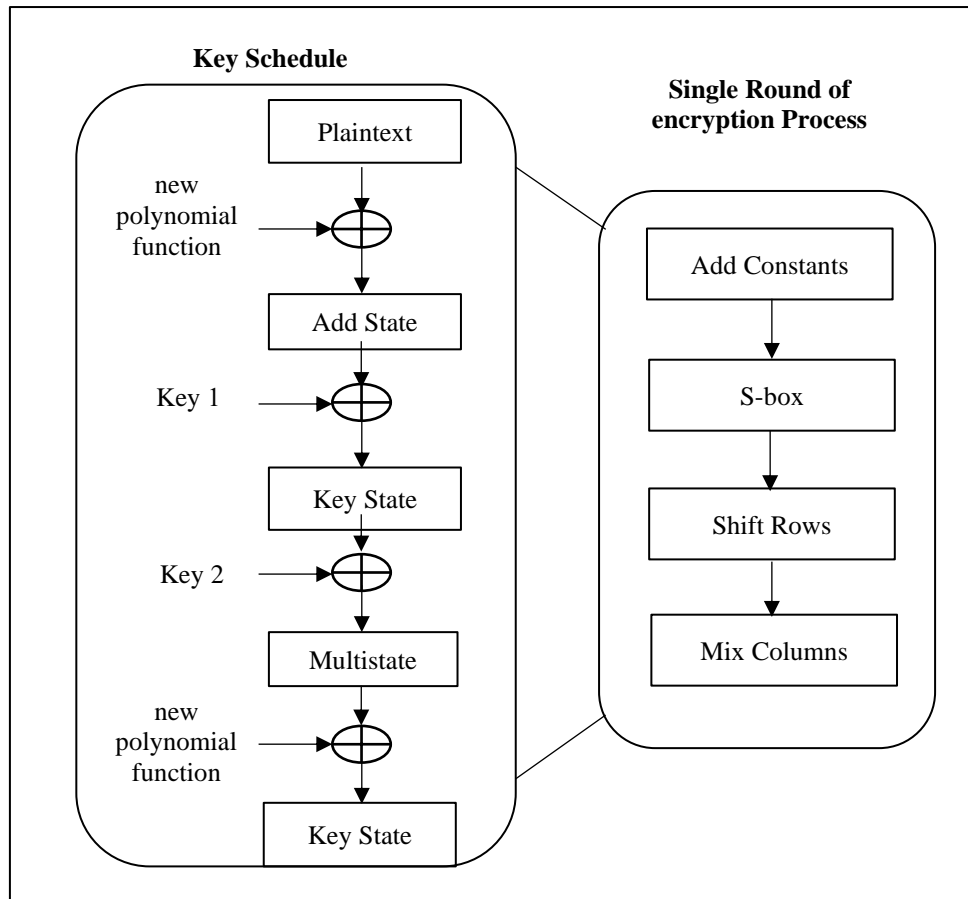 Key Schedule
Plaintext
new
polynomial
function
Add State
Key 1
Key State
Key 2
Multistate
new
polynomial
function
Key State
Single Round of
encryption Process
Add Constants
S-box
Shift Rows
Mix Columns